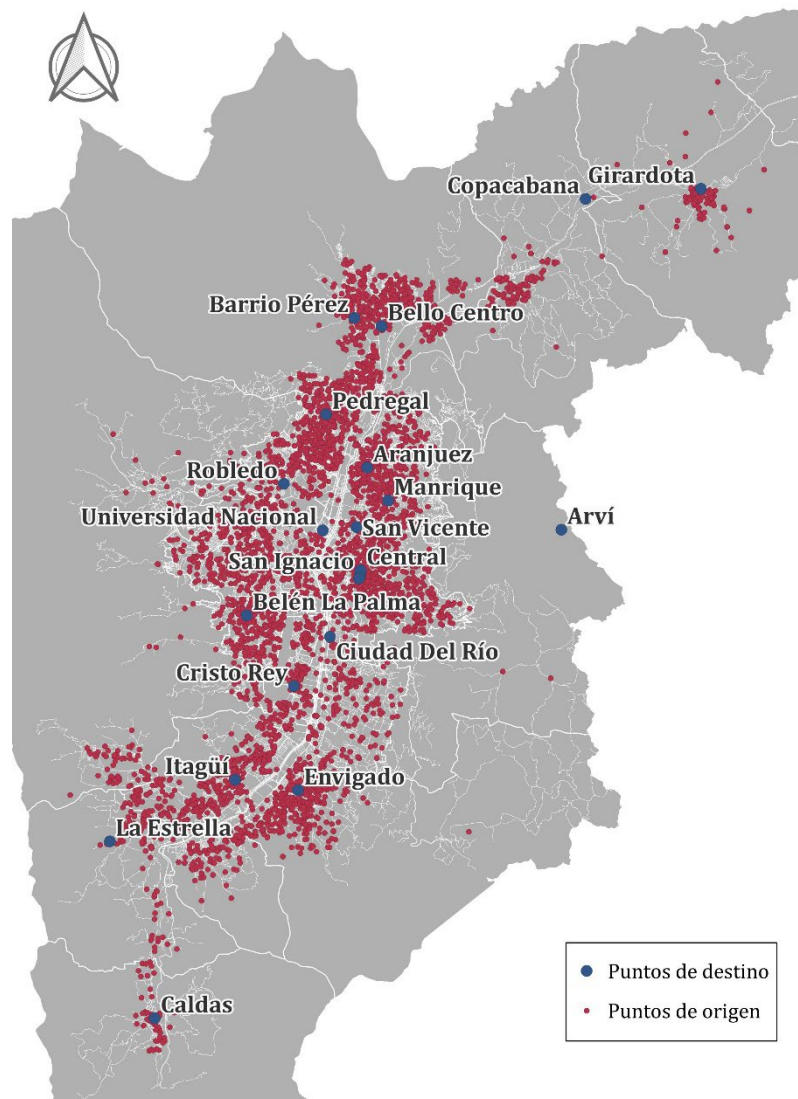 Girardota
Copacabana
Barrio Pérez
Bello Centro
Pedregal
Aranjuez
Robledo
Manrique
Universidad Nacional
San Vicente
Arví
San Ignacio
Central
Belén La Palma
Ciudad Del Río
Cristo Rey
Itagüí
Envigado
La Estrella
Puntos de destino
Puntos de origen
Caldas